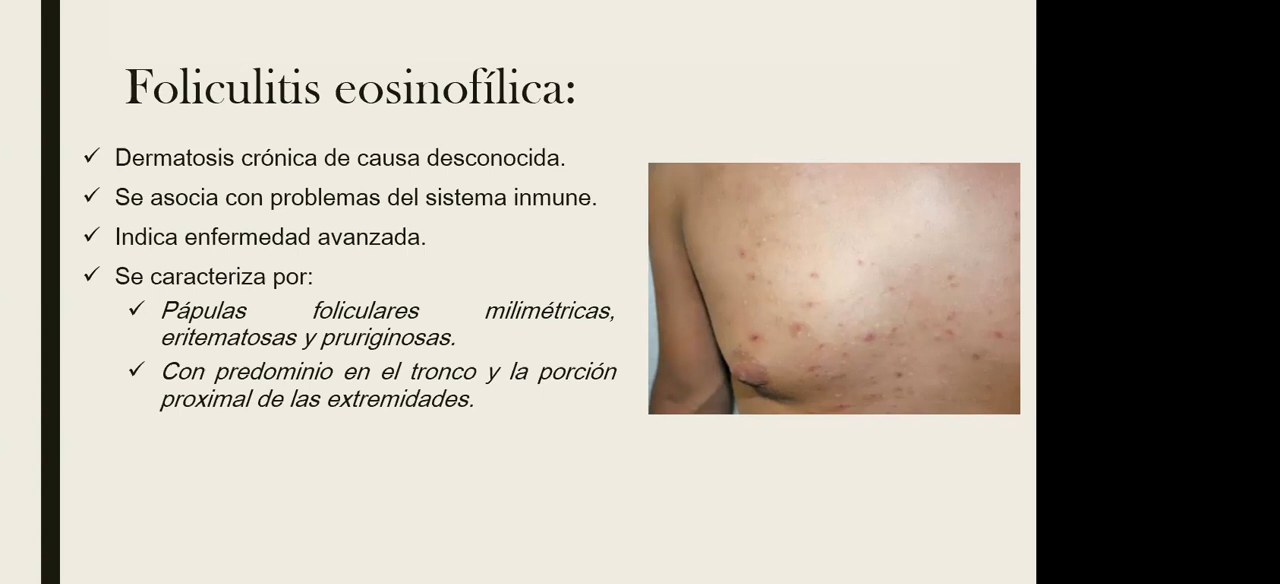 Foliculitis eosinofílica:
Dermatosis crónica de causa desconocida.
Se asocia con problemas del sistema inmune.
Indica enfermedad avanzada.
Se caracteriza por:
Pápulas foliculares milimétricas,
eritematosas y pruriginosas.
Con predominio en el tronco y la porción
proximal de las extremidades.